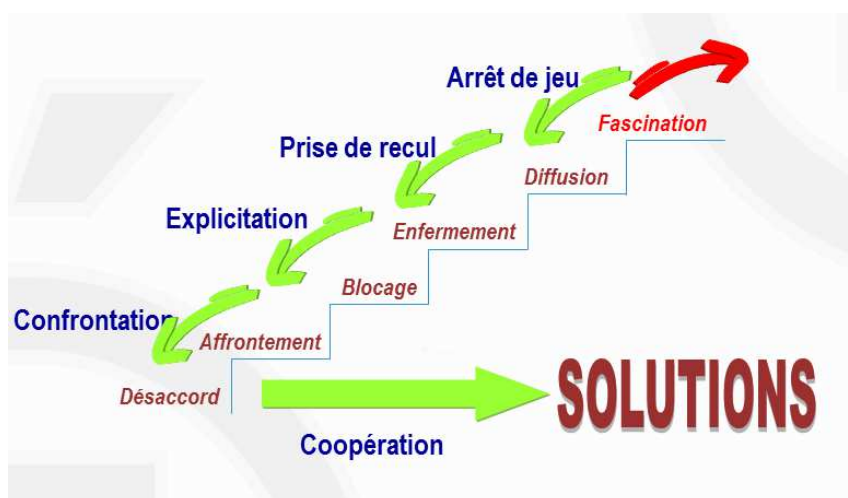 Arrêt de jeu
Fascination
Prise de recul
Diffusion
Explicitation
Enfermement
Blocage
Confrontation
Affrontement
Désaccord
SOLUTIONS
Coopération